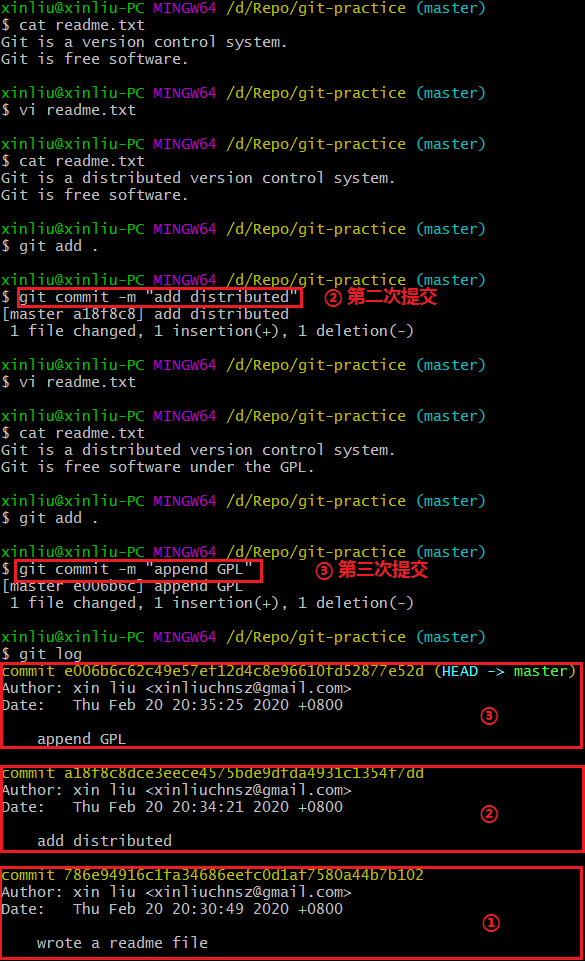 xinliu@xinliu-PC MINGW64 /d/Repo/git-practice (master)
$ cat readme.txt
Git is a version control system.
Git is free software.
xinliu@xinliu-PC MINGW64 /d/Repo/git-practice (master)
$ vi readme.txt
xinliu@xinliu-PC MINGW64 /d/Repo/git-practice (master)
$ cat readme.txt
Git is a distributed version control system.
Git is free software.
xinliu@xinliu-PC MINGW64 /d/Repo/git-practice (master)
$ git add .
xinliu@xinliu-PC MINGW64 /d/Repo/git-practice (master)
$ git commit -m "add distributed" ② 第二次提交
[master a18f8c8] add distributed
1 file changed, 1 insertion(+), 1 deletion(-)
xinliu@xinliu-PC MINGW64 /d/Repo/git-practice (master)
$ vi readme.txt
xinliu@xinliu-PC MINGW64 /d/Repo/git-practice (master)
$ cat readme.txt
Git is a distributed version control system.
Git is free software under the GPL.
xinliu@xinliu-PC MINGW64 /d/Repo/git-practice (master)
$ git add .
xinliu@xinliu-PC MINGW64 /d/Repo/git-practice (master)
$ git commit -m "append GPL" ③ 第三次提交
[master e006b6c] append GPL
1 file changed, 1 insertion(+), 1 deletion(-)
xinliu@xinliu-PC MINGW64 /d/Repo/git-practice (master)
$ git log
commit e006b6c62c49e57ef12d4c8e96610fd52877e52d (HEAD -> master)
Author: xin liu <xinliuchnsz@gmail.com>
Date: Thu Feb 20 20:35:25 2020 +0800
③
append GPL
commit a18f8c8dce3eece4575bde9dfda4931c1354f7dd
Author: xin liu <xinliuchnsz@gmail.com>
Date: Thu Feb 20 20:34:21 2020 +0800
②
add distributed
commit 786e94916c1fa34686eefc0d1af7580a44b7b102
Author: xin liu <xinliuchnsz@gmail.com>
Date: Thu Feb 20 20:30:49 2020 +0800
①
wrote a readme file